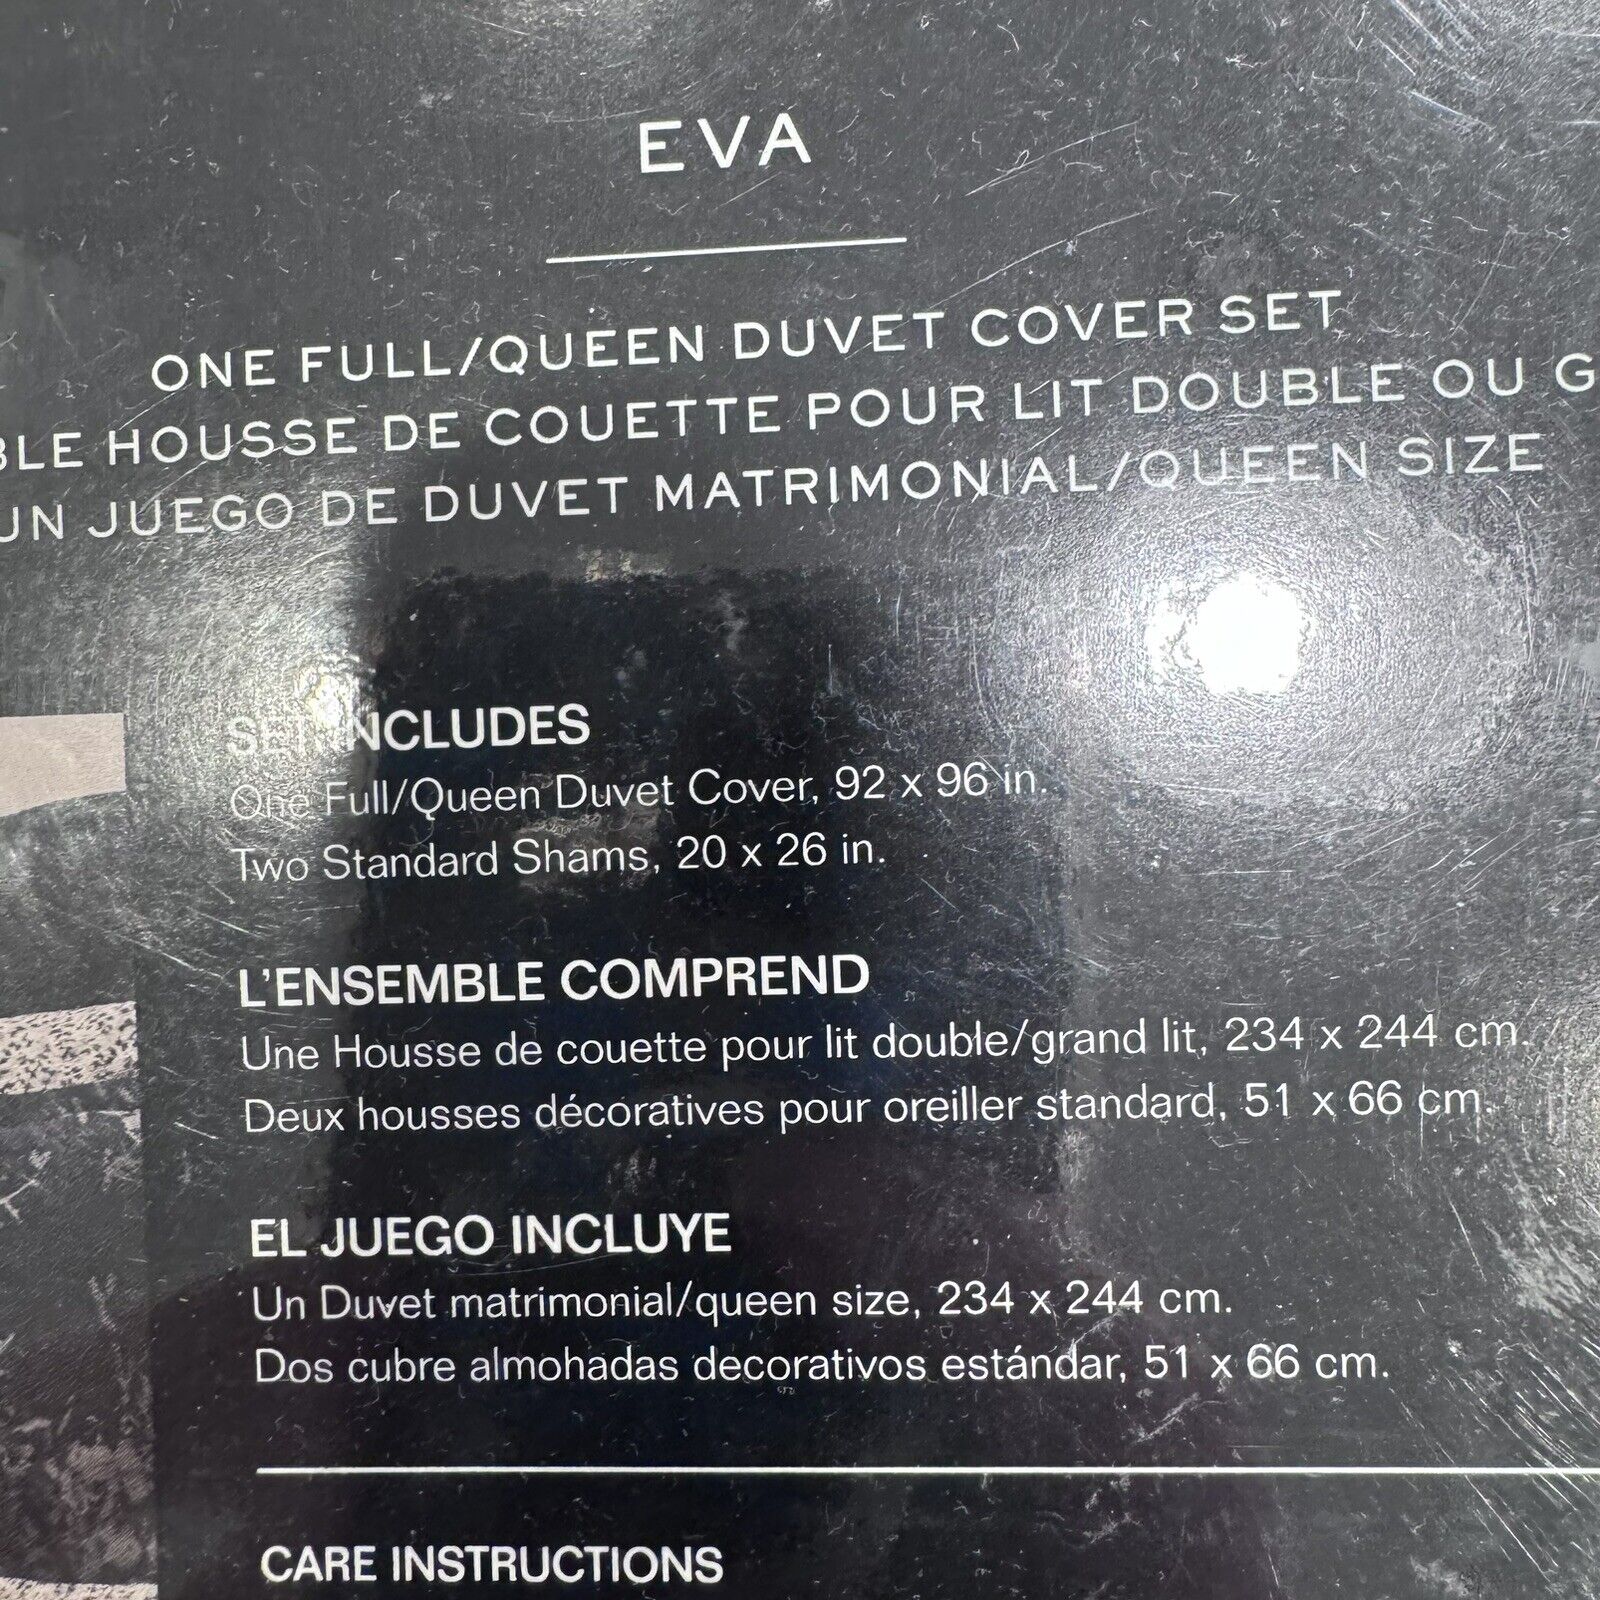 EVA
ONE FULL/QUEEN DUVET COVER SET
HOUSSE DE COUETTE POUR LIT DOUBLE OU
UN JUEGO DE DUVET MATRIMONIAL/QUEEN SIZE
SET INCLUDES
One Full/Queen Duvet Cover, 92 x 96 in.
Two Standard Shams, 20 x 26 in.
L'ENSEMBLE COMPREND
Une Housse de couette pour lit double/grand lit, 234 x 244 cm.
Deux housses décoratives pour oreiller standard, 51 x 66 cm.
EL JUEGO INCLUYE
Un Duvet matrimonial/queen size, 234 x 244 cm.
Dos cubre almohadas decorativos estándar, 51 x 66 cm.
CARE INSTRUCTIONS